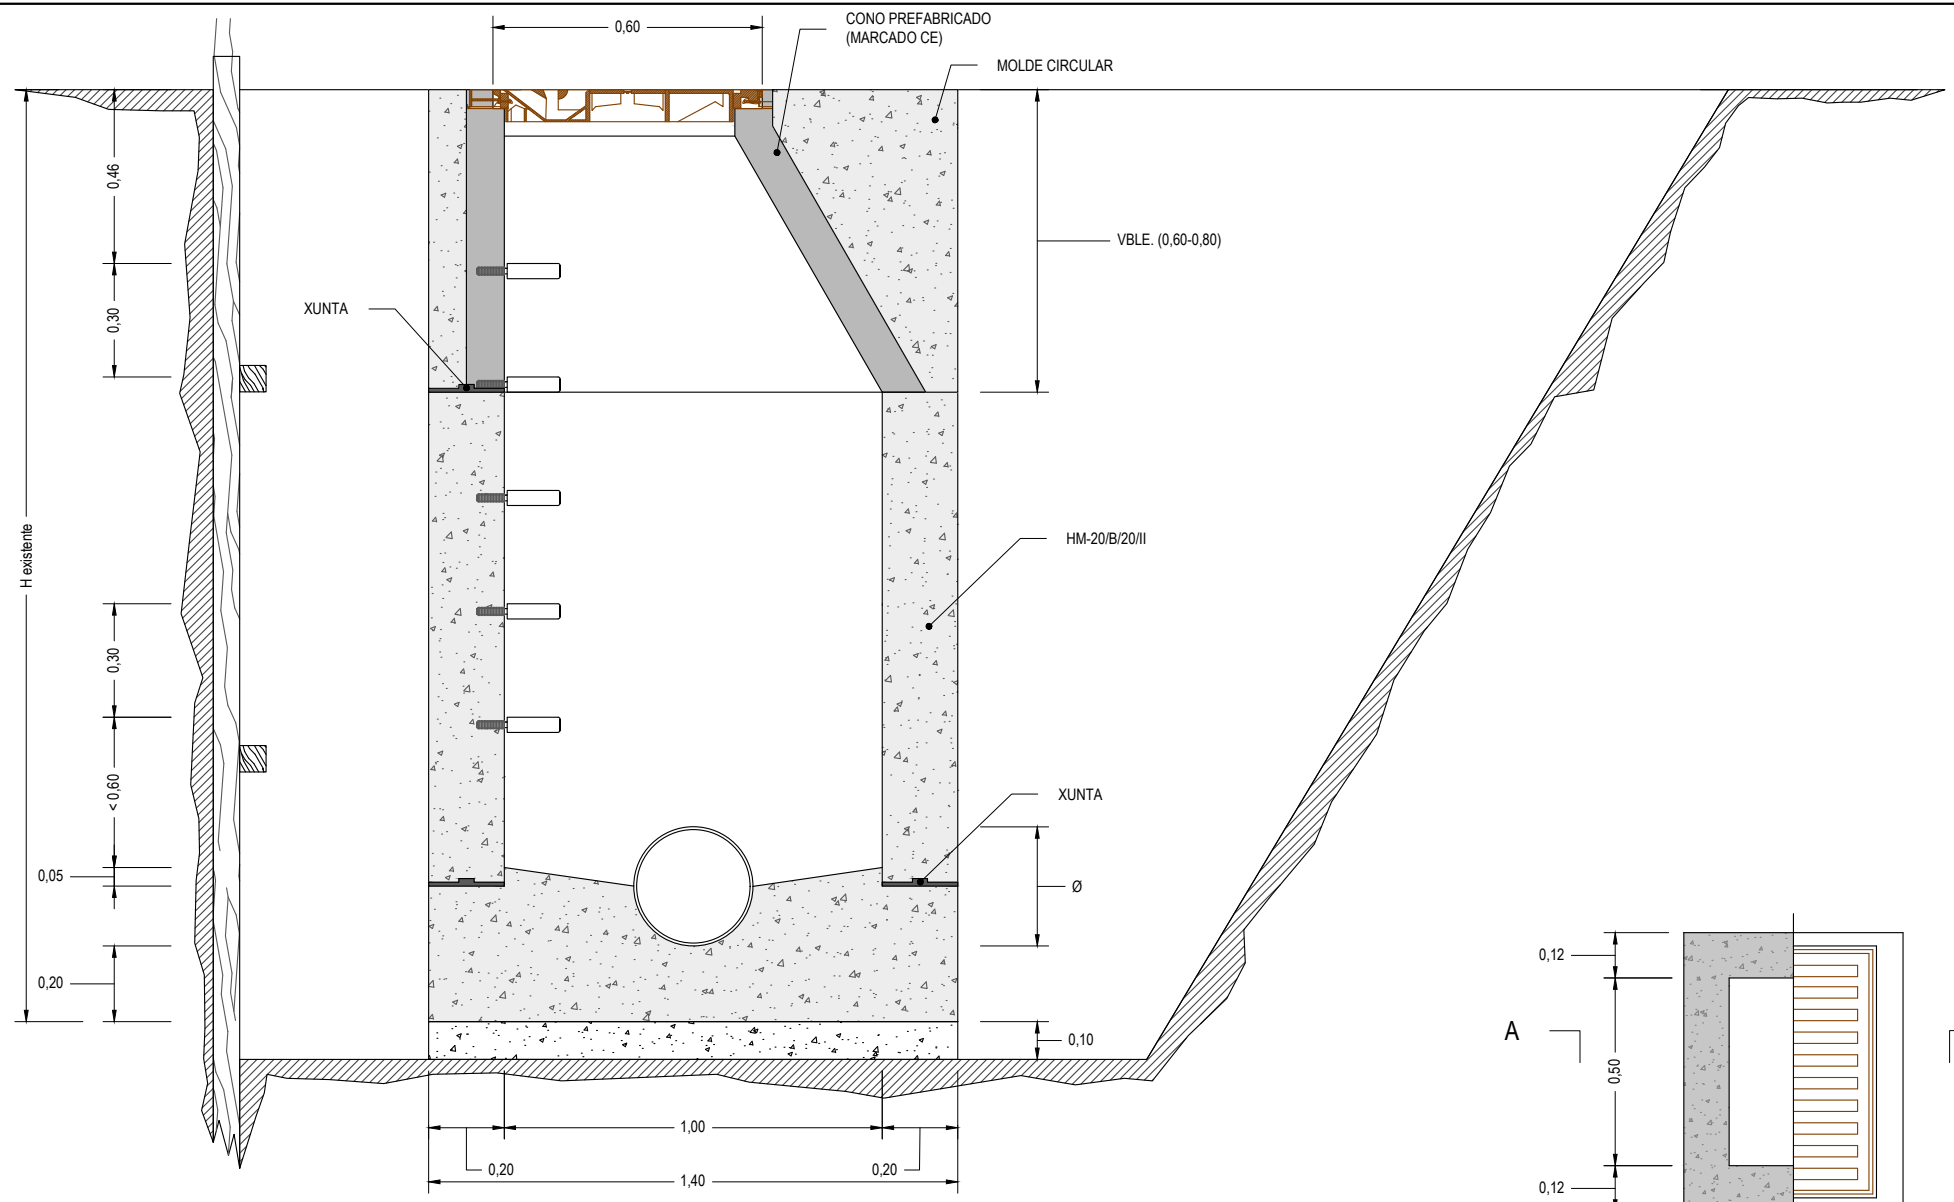 0,60
CONO PREFABRICADO
(MARCADO CE)
MOLDE CIRCULAR
0,46
VBLE. (0,60-0,80)
0,30
XUNTA
H existente
HM-20/B/20/II
0,30
< 0,60
XUNTA
0,05
Ø
0,20
0,12
A
0,10
0,50
1,00
0,20
0,20
1,40
0,12